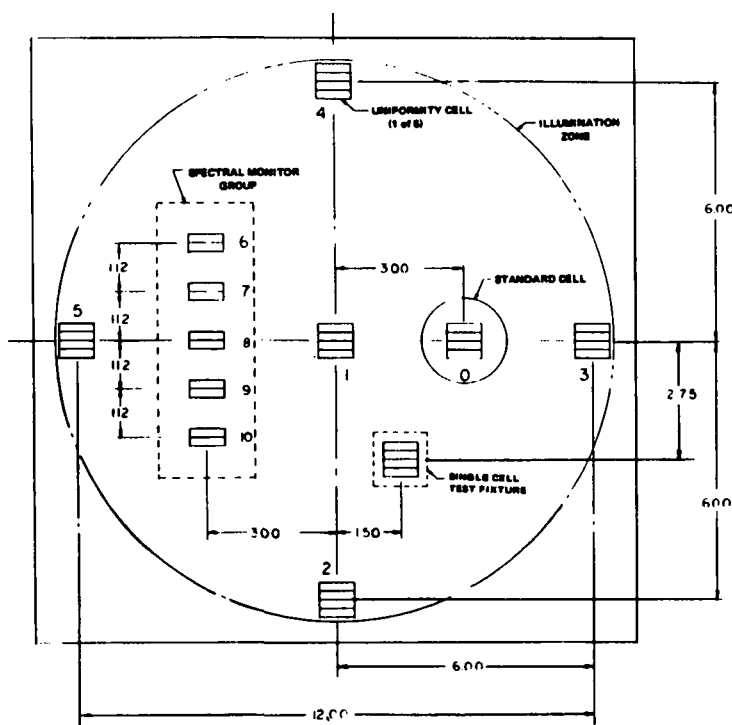 4
UNIFORMITY CELL
(1 of 5)
ILLUMINATION
ZONE
SPECTRAL MONITOR
GROUP
6.00
6
112
300
7
STANDARD CELL
112
5
8
1
0
3
112
9
2.75
112
10
SINGLE CELL
TEST FIXTURE
6.00
300
150
2
6.00
12.00